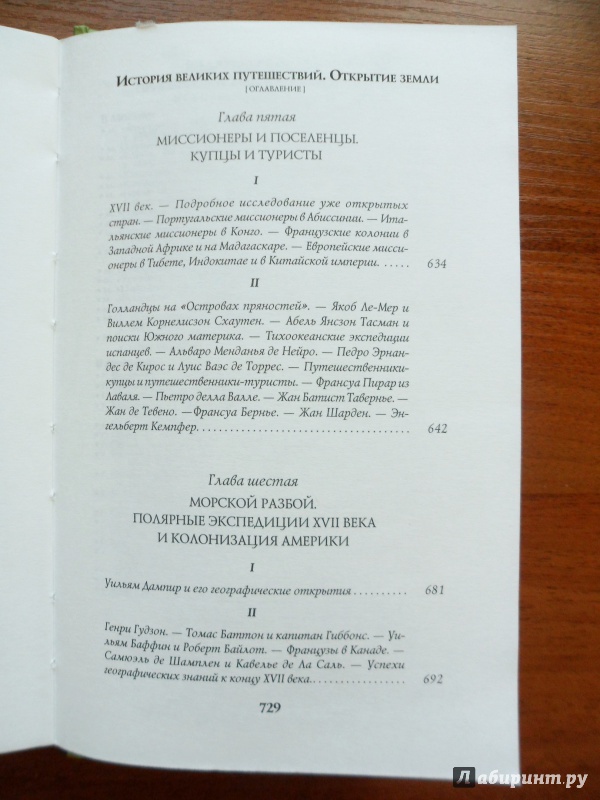 История великих путешествий. Открытие земли
[ ОГЛАВЛЕНИЕ ]
Глава пятая
МИССИОНЕРЫ И ПОСЕЛЕНЦЫ.
КУПЦЫ И ТУРИСТЫ
I
XVII век. — Подробное исследование уже открытых
стран. — Португальские миссионеры в Абиссинии. — Ита-
льянские миссионеры в Конго. — Французские колонии в
Западной Африке и на Мадагаскаре. — Европейские мисси-
онеры в Тибете, Индокитае и в Китайской империи. ..... 634
II
Голландцы на «Островах пряностей». — Якоб Ле-Мер и
Виллем Корнелисзон Схаутен. — Абель Янсзон Тасман и
поиски Южного материка. — Тихоокеанские экспедиции
испанцев. — Альваро Менданья де Нейро. — Педро Эрнан-
дес де Кирос и Луис Ваэс де Торрес. — Путешественники-
купцы и путешественники-туристы. — Франсуа Пирар из
Лаваля. — Пьетро делла Валле. — Жан Батист Тавернье. —
Жан де Тевено. —Франсуа Бернье. — Жан Шарден. — Эн-
гельберт Кемпфер. .............................. 642
Глава шестая
МОРСКОЙ РАЗБОЙ.
ПОЛЯРНЫЕ ЭКСПЕДИЦИИ XVII ВЕКА
И КОЛОНИЗАЦИЯ АМЕРИКИ
I
Уильям Дампир и его географические открытия .......... 681
II
Генри Гудзон. — Томас Баттон и капитан Гиббонс. — Уи-
льям Баффин и Роберт Байлот. — Французы в Канаде. —
Самюэль де Шамплен и Кавелье де Ла Саль. — Успехи
географических знаний к концу XVII века. ............... 692
729
Лабиринт.ру